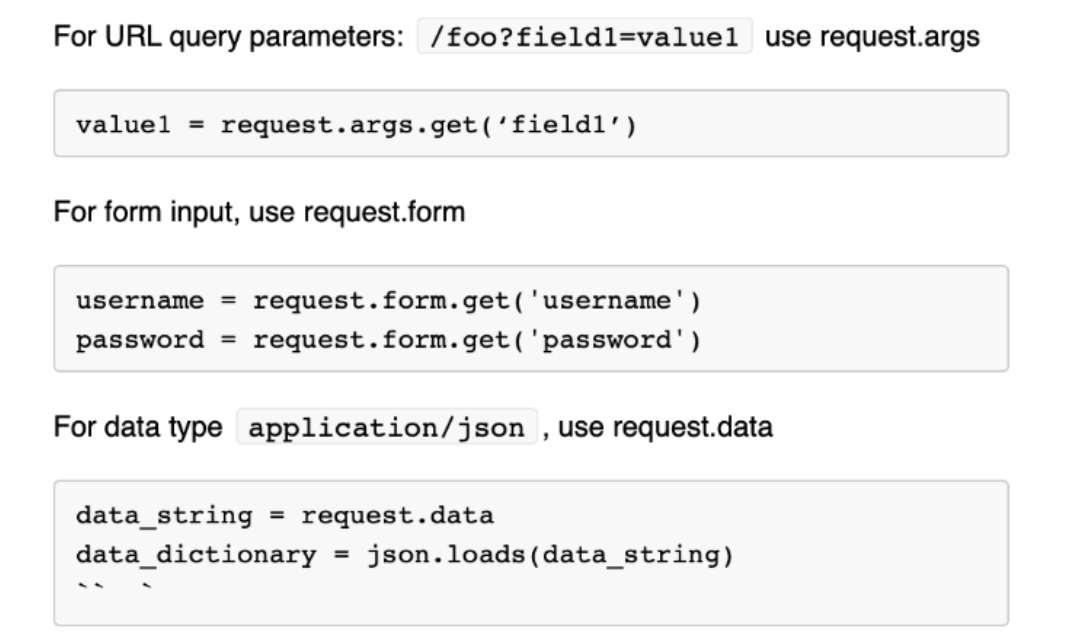 For URL query parameters: /foo?field1=value1 use request.args
value1 = request.args.get(‘field1’)
For form input, use request.form
username = request.form.get('username')
password = request.form.get('password')
For data type application/json , use request.data
data_string = request.data
data_dictionary = json.loads(data_string)
`` `